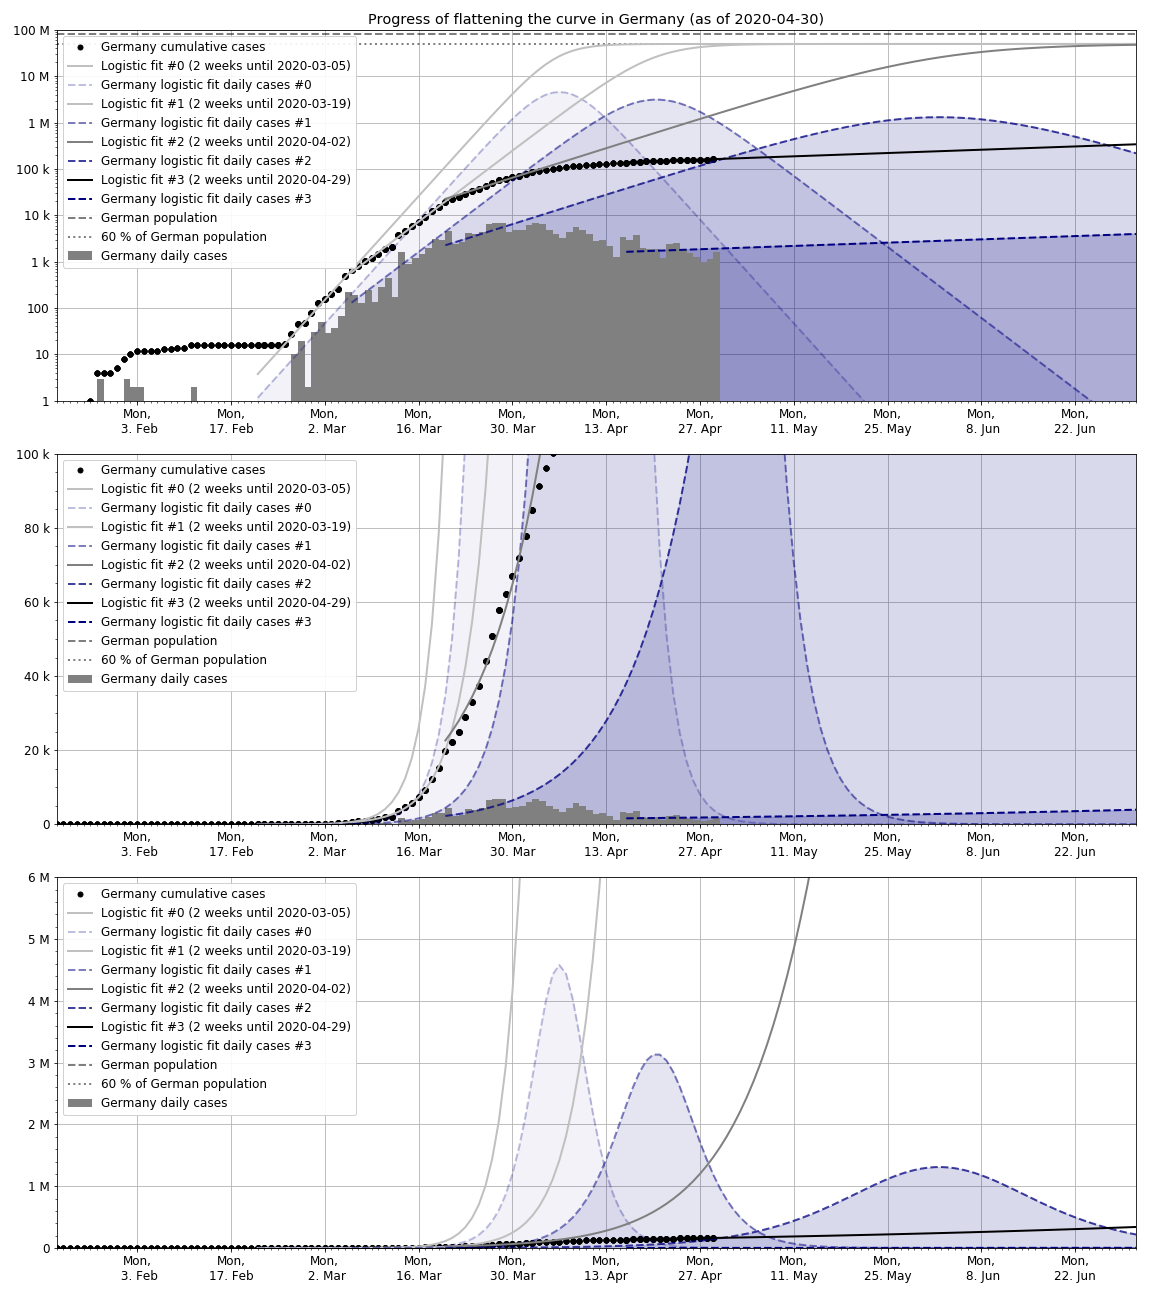 Progress of flattening the curve in Germany (as of 2020-04-30)
100 M
10 M
1 M
100 k
10 k
1 k
100
10
1
Germany cumulative cases
Logistic fit #0 (2 weeks until 2020-03-05)
Germany logistic fit daily cases #0
Logistic fit #1 (2 weeks until 2020-03-19)
Germany logistic fit daily cases #1
Logistic fit #2 (2 weeks until 2020-04-02)
Germany logistic fit daily cases #2
Logistic fit #3 (2 weeks until 2020-04-29)
Germany logistic fit daily cases #3
German population
60 % of German population
Germany daily cases
Mon, Mon, Mon, Mon, Mon, Mon, Mon, Mon, Mon, Mon, Mon,
3. Feb 17. Feb 2. Mar 16. Mar 30. Mar 13. Apr 27. Apr 11. May 25. May 8. Jun 22. Jun
100 k
80 k
60 k
40 k
20 k
0
Germany cumulative cases
Logistic fit #0 (2 weeks until 2020-03-05)
Germany logistic fit daily cases #0
Logistic fit #1 (2 weeks until 2020-03-19)
Germany logistic fit daily cases #1
Logistic fit #2 (2 weeks until 2020-04-02)
Germany logistic fit daily cases #2
Logistic fit #3 (2 weeks until 2020-04-29)
Germany logistic fit daily cases #3
German population
60 % of German population
Germany daily cases
Mon, Mon, Mon, Mon, Mon, Mon, Mon, Mon, Mon, Mon, Mon,
3. Feb 17. Feb 2. Mar 16. Mar 30. Mar 13. Apr 27. Apr 11. May 25. May 8. Jun 22. Jun
6 M
5 M
4 M
3 M
2 M
1 M
0
Germany cumulative cases
Logistic fit #0 (2 weeks until 2020-03-05)
Germany logistic fit daily cases #0
Logistic fit #1 (2 weeks until 2020-03-19)
Germany logistic fit daily cases #1
Logistic fit #2 (2 weeks until 2020-04-02)
Germany logistic fit daily cases #2
Logistic fit #3 (2 weeks until 2020-04-29)
Germany logistic fit daily cases #3
German population
60 % of German population
Germany daily cases
Mon, Mon, Mon, Mon, Mon, Mon, Mon, Mon, Mon, Mon, Mon,
3. Feb 17. Feb 2. Mar 16. Mar 30. Mar 13. Apr 27. Apr 11. May 25. May 8. Jun 22. Jun